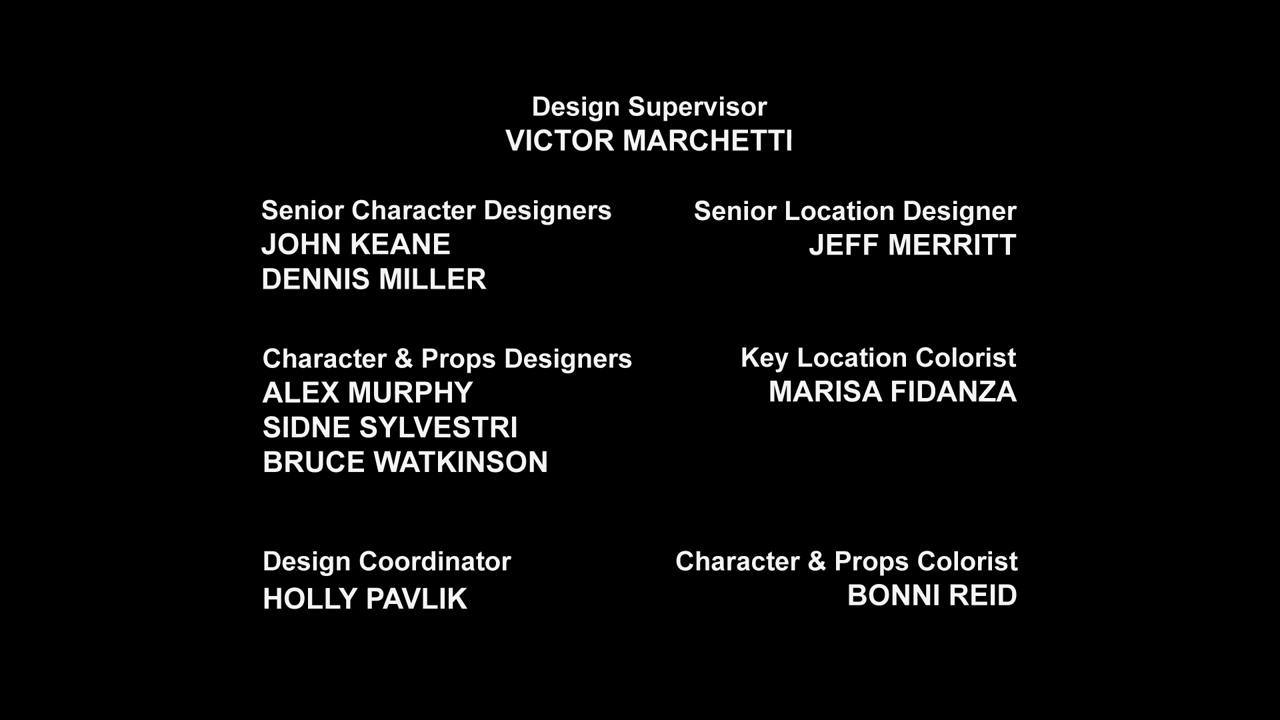 Design Supervisor
VICTOR MARCHETTI
Senior Character Designers
JOHN KEANE
DENNIS MILLER
Senior Location Designer
JEFF MERRITT
Character & Props Designers
ALEX MURPHY
SIDNE SYLVESTRI
BRUCE WATKINSON
Key Location Colorist
MARISA FIDANZA
Design Coordinator
HOLLY PAVLIK
Character & Props Colorist
BONNI REID